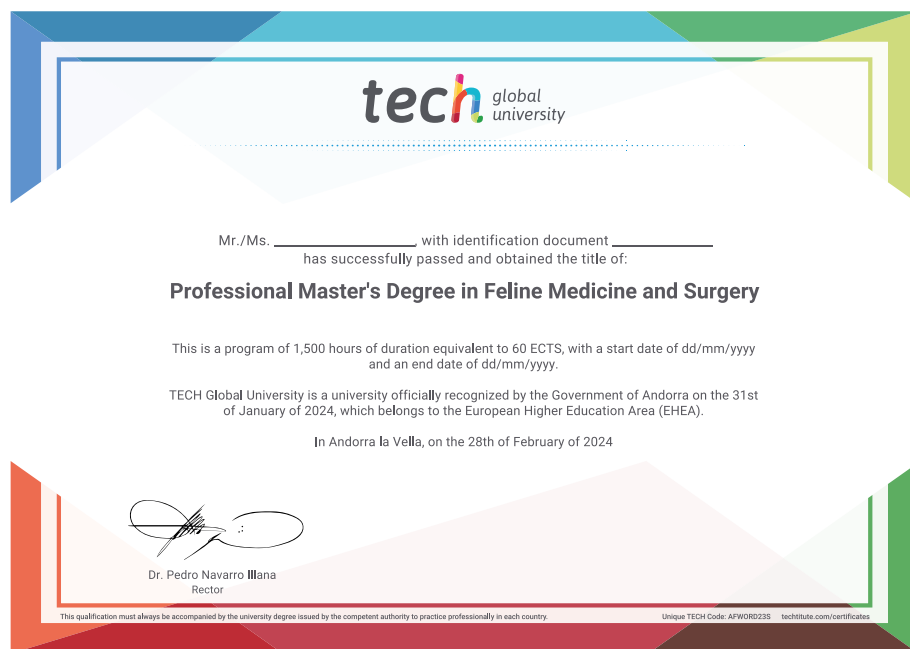 tech global
university
Mr./Ms. ____________, with identification document ____________
has successfully passed and obtained the title of:
Professional Master's Degree in Feline Medicine and Surgery
This is a program of 1,500 hours of duration equivalent to 60 ECTS, with a start date of dd/mm/yyyy
and an end date of dd/mm/yyyy.
TECH Global University is a university officially recognized by the Government of Andorra on the 31st
of January of 2024, which belongs to the European Higher Education Area (EHEA).
In Andorra la Vella, on the 28th of February of 2024
Dr. Pedro Navarro Illana
Rector
This qualification must always be accompanied by the university degree issued by the competent authority to practice professionally in each country.
Unique TECH Code: AFWORD23S techtitute.com/certificates